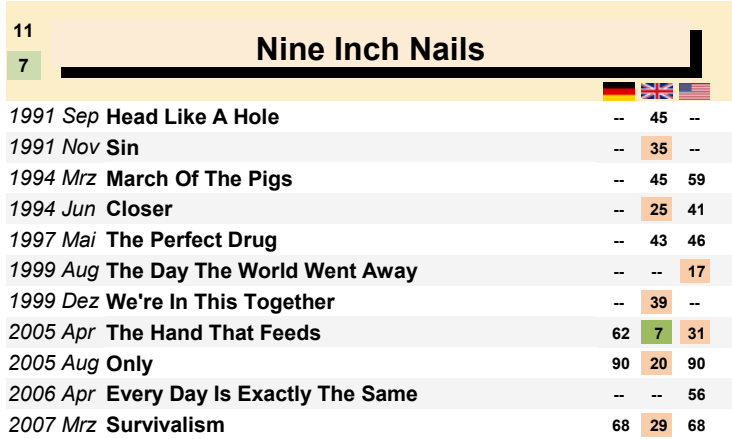 11
Nine Inch Nails
7
1991 Sep Head Like A Hole -- 45 --
1991 Nov Sin -- 35 --
1994 Mrz March Of The Pigs -- 45 59
1994 Jun Closer -- 25 41
1997 Mai The Perfect Drug -- 43 46
1999 Aug The Day The World Went Away -- -- 17
1999 Dez We're In This Together -- 39 --
2005 Apr The Hand That Feeds 62 7 31
2005 Aug Only 90 20 90
2006 Apr Every Day Is Exactly The Same -- -- 56
2007 Mrz Survivalism 68 29 68